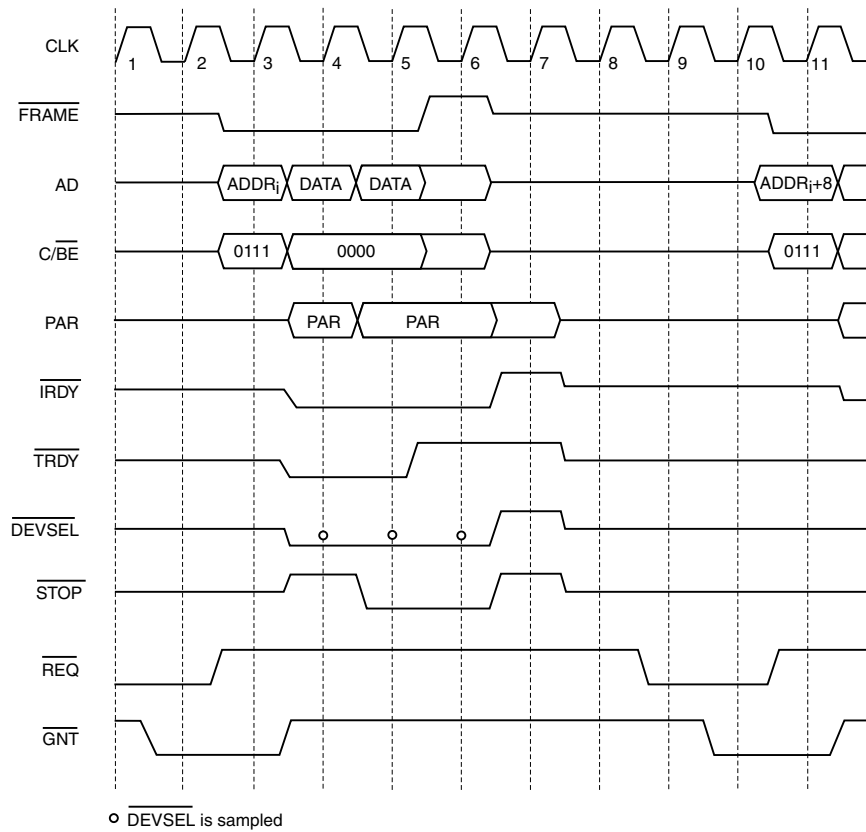 CLK
1 2 3 4 5 6 7 8 9 10 11
FRAME
AD
ADDRi DATA DATA ADDRi+8
C/BE
0111 0000 0111
PAR
PAR PAR
IRDY
TRDY
DEVSEL
STOP
REQ
GNT
DEVSEL is sampled